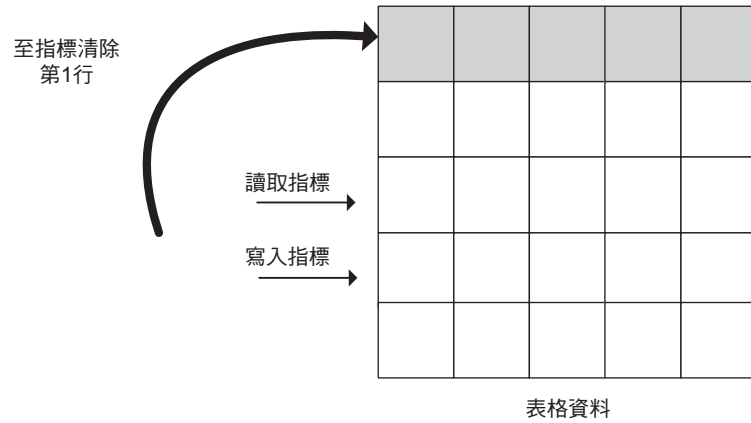 至指標清除
第1行
讀取指標
寫入指標
表格資料